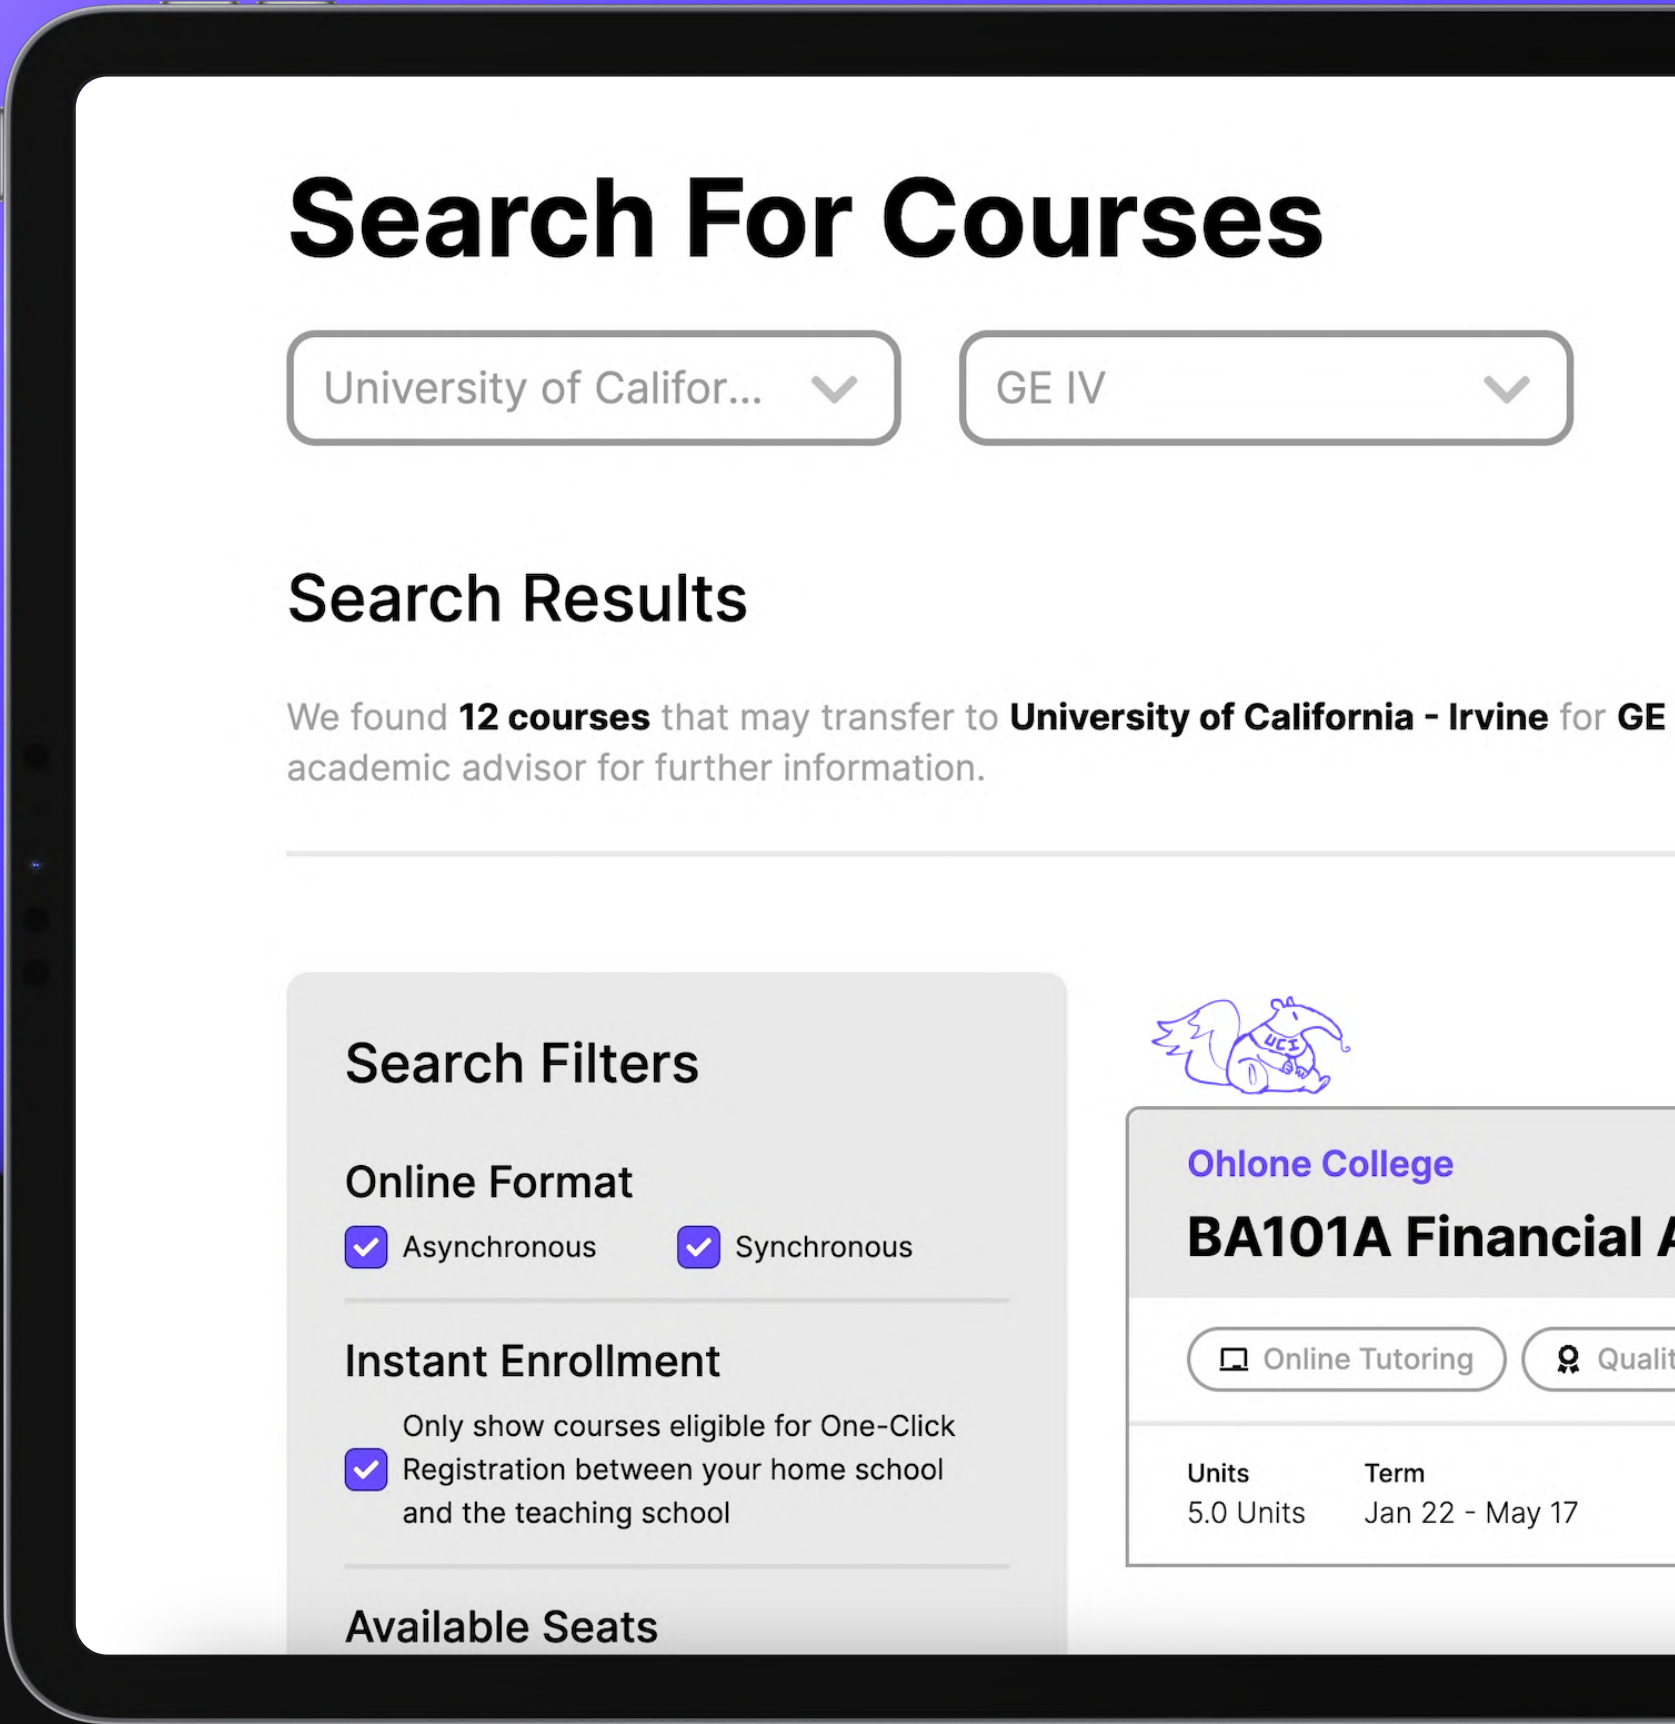 Search For Courses
University of Califor...
GE IV
Search Results
We found 12 courses that may transfer to University of California - Irvine for GE
academic advisor for further information.
Search Filters
Online Format
Asynchronous
Synchronous
Instant Enrollment
Only show courses eligible for One-Click
Registration between your home school
and the teaching school
Available Seats
UCI
Ohlone College
BA101A Financial
Online Tutoring
Units
Term
5.0 Units
Jan 22 - May 17